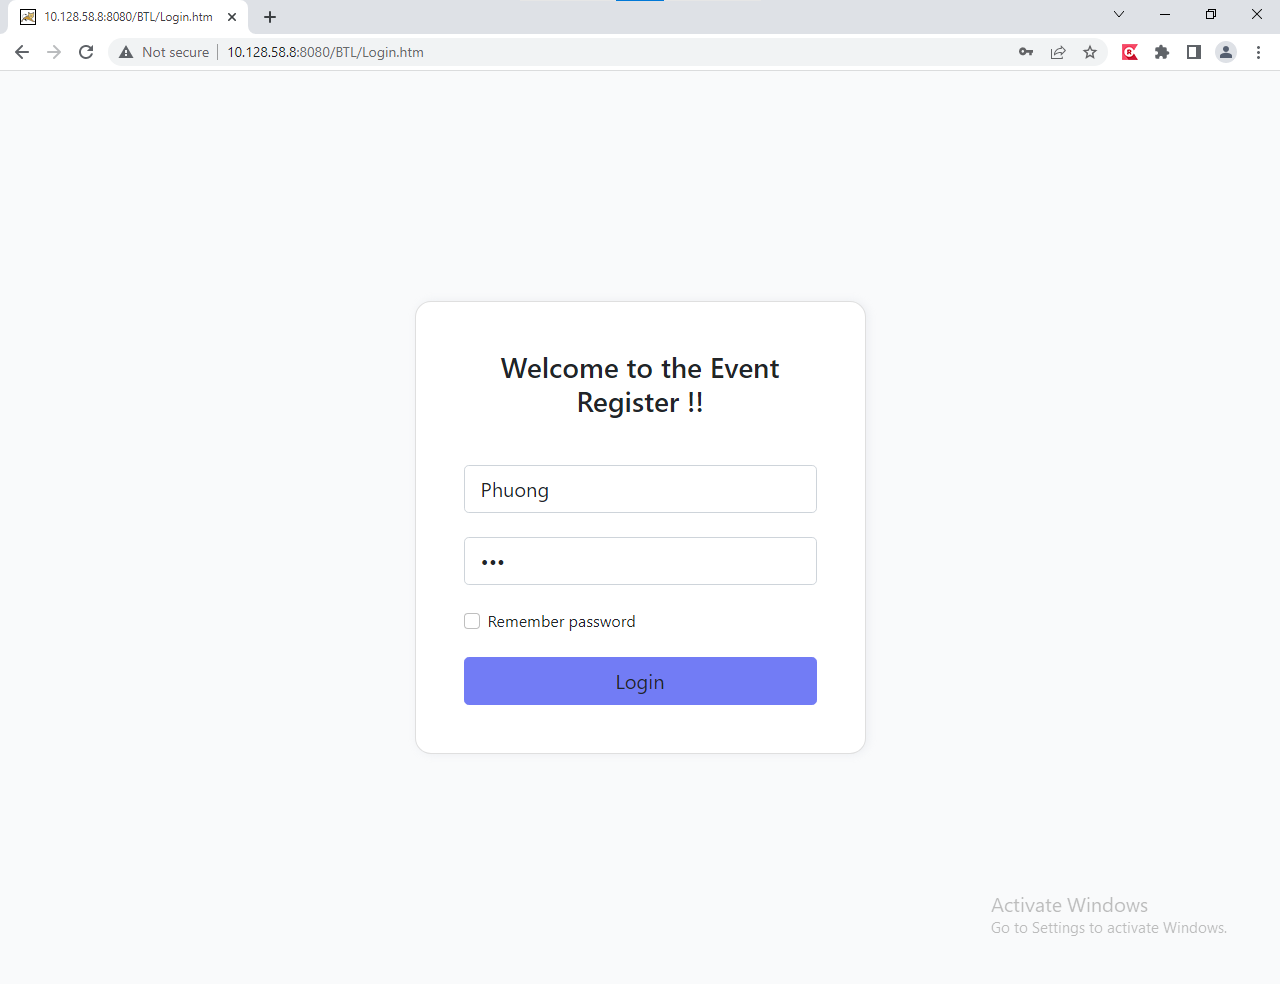 10.128.58.8:8080/BTL/Login.htm
Not secure
10.128.58.8:8080/BTL/Login.htm
Welcome to the Event
Register !!
Phuong
•••
Remember password
Login
Activate Windows
Go to Settings to activate Windows.